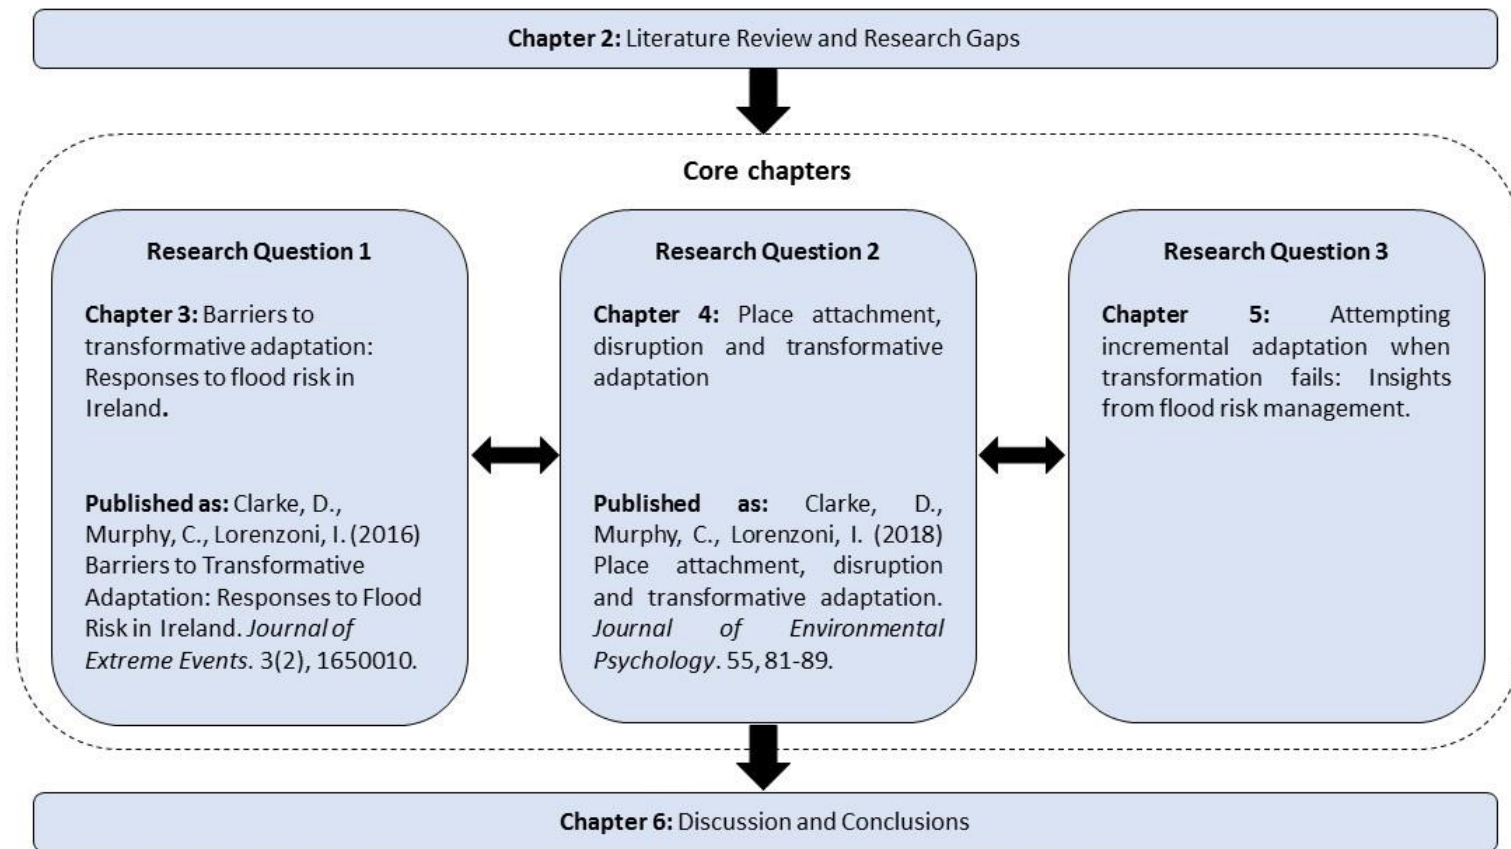 Chapter 2: Literature Review and Research Gaps
Core chapters
Research Question 1
Chapter 3: Barriers to
transformative adaptation:
Responses to flood risk in
Ireland.
Published as: Clarke, D.,
Murphy, C., Lorenzoni, I. (2016)
Barriers to Transformative
Adaptation: Responses to Flood
Risk in Ireland. Journal of
Extreme Events. 3(2), 1650010.
Research Question 2
Chapter 4: Place attachment,
disruption and transformative
adaptation
Published as: Clarke, D.,
Murphy, C., Lorenzoni, I. (2018)
Place attachment, disruption
and transformative adaptation.
Journal of Environmental
Psychology. 55, 81-89.
Research Question 3
Chapter 5: Attempting
incremental adaptation when
transformation fails: Insights
from flood risk management.
Chapter 6: Discussion and Conclusions